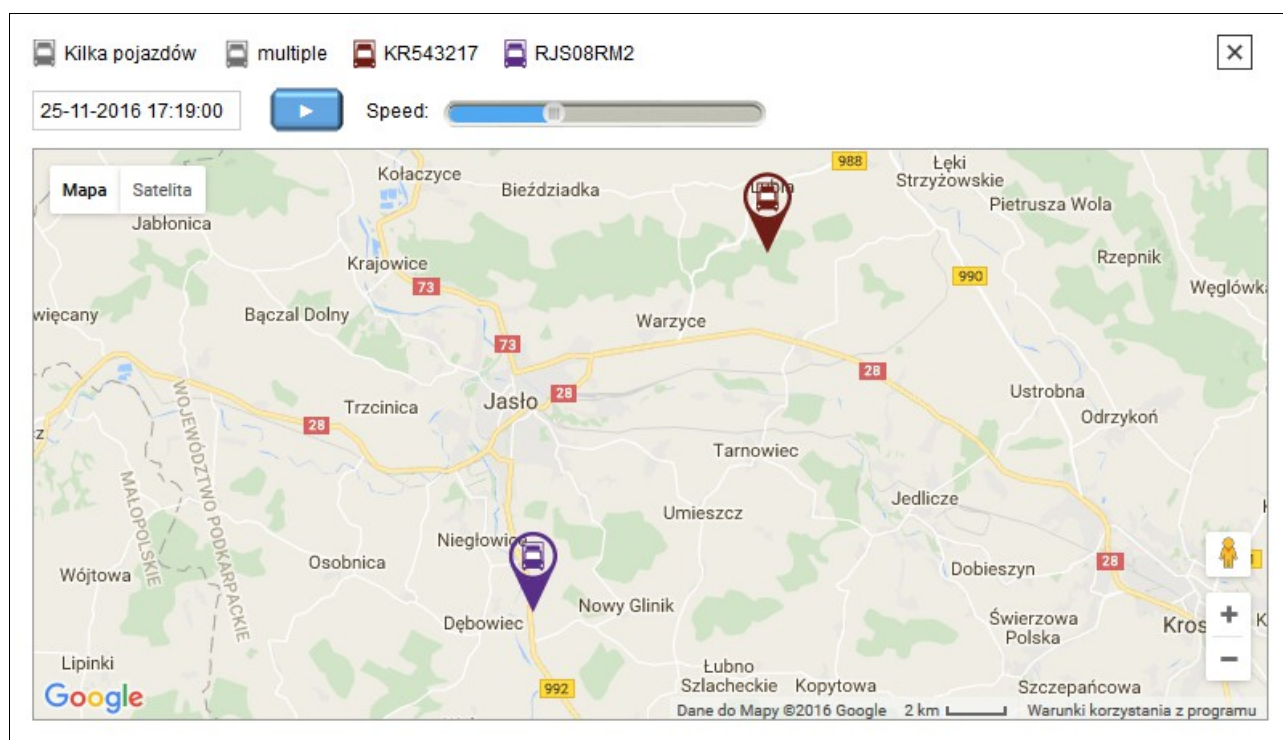 Kilka pojazdów multiple KR543217 RJS08RM2
25-11-2016 17:19:00 Speed:
Mapa Satelita
988
Łęki
Strzyżowskie
Kołaczyce
Bieździadka
Lubla
Pietrusza Wola
Jabłonica
Rzepnik
Krajowice
73
990
Węglówk
więcany
Bączal Dolny
Warzyce
73
28
Jasło
28
Ustrobna
Trzcinica
28
Odrzykoń
z
WOJEWÓDZTWO PODKARPACKIE
MAŁOPOLSKIE
Tarnowiec
Jedlicze
Umieszcz
Niegłowice
Osobnica
28
Dobieszyn
Wójtowa
Nowy Glinik
Dębowiec
Świerzowa
Polska
Kros
K
Lipinki
Łubno
Szlacheckie
Kopytowa
Szczepańcowa
992
Google
Dane do Mapy ©2016 Google 2 km Warunki korzystania z programu